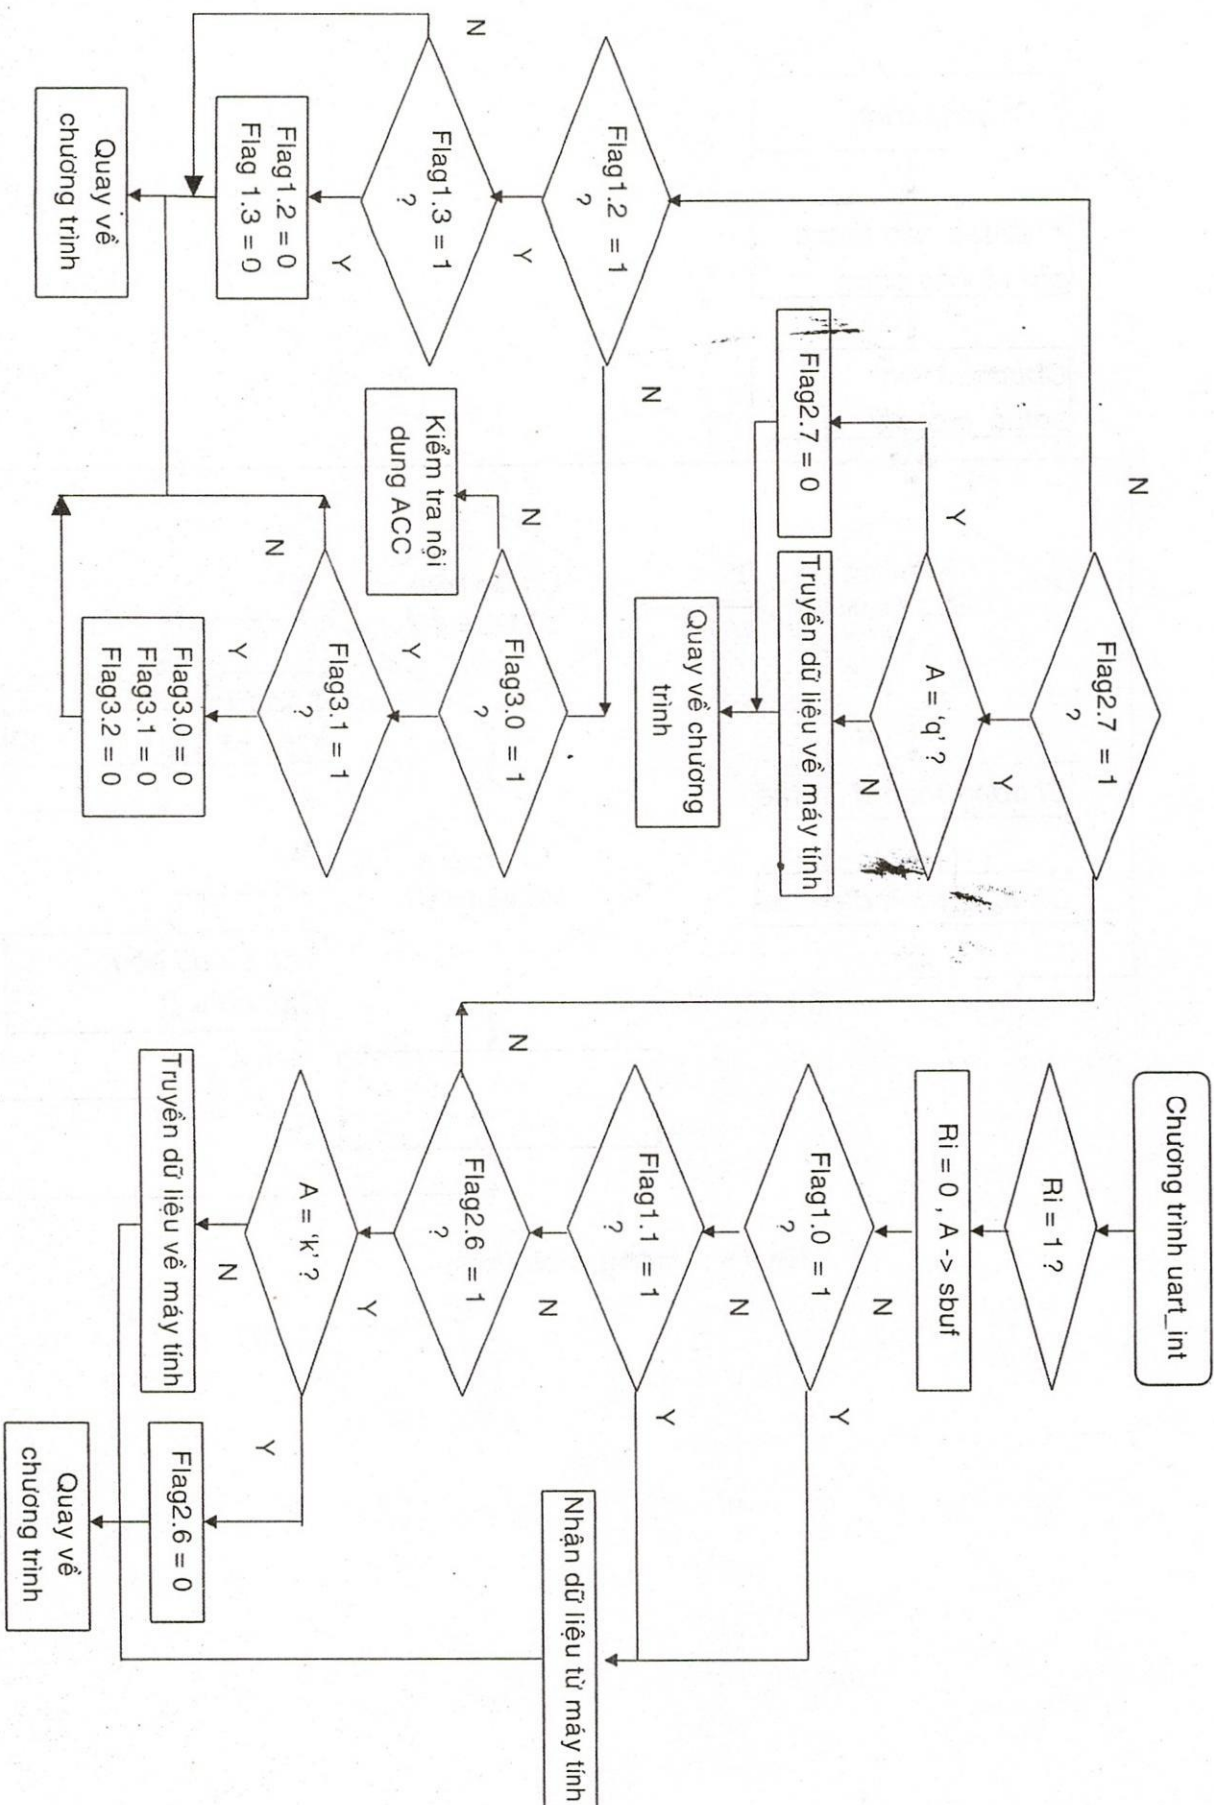 Chương trình uart_int
Ri = 1 ?
Ri = 0 , A -> sbuf
N
Flag1.0 = 1
?
Y
N
Flag1.1 = 1
?
Y
Nhận dữ liệu từ máy tính
N
Flag2.6 = 1
?
N
Y
A = 'k' ?
N
Y
Truyền dữ liệu về máy tính
Flag2.6 = 0
Quay về
chương trình
Flag2.7 = 1
?
N
Y
A = 'q' ?
Y
N
Flag2.7 = 0
Truyền dữ liệu về máy tính
Quay về chương
trình
Flag1.2 = 1
?
N
Y
Flag1.3 = 1
?
N
Y
Flag1.2 = 0
Flag 1.3 = 0
Quay về
chương trình
Flag3.0 = 1
?
N
Y
Kiểm tra nội
dung ACC
Flag3.1 = 1
?
N
Y
Flag3.0 = 0
Flag3.1 = 0
Flag3.2 = 0